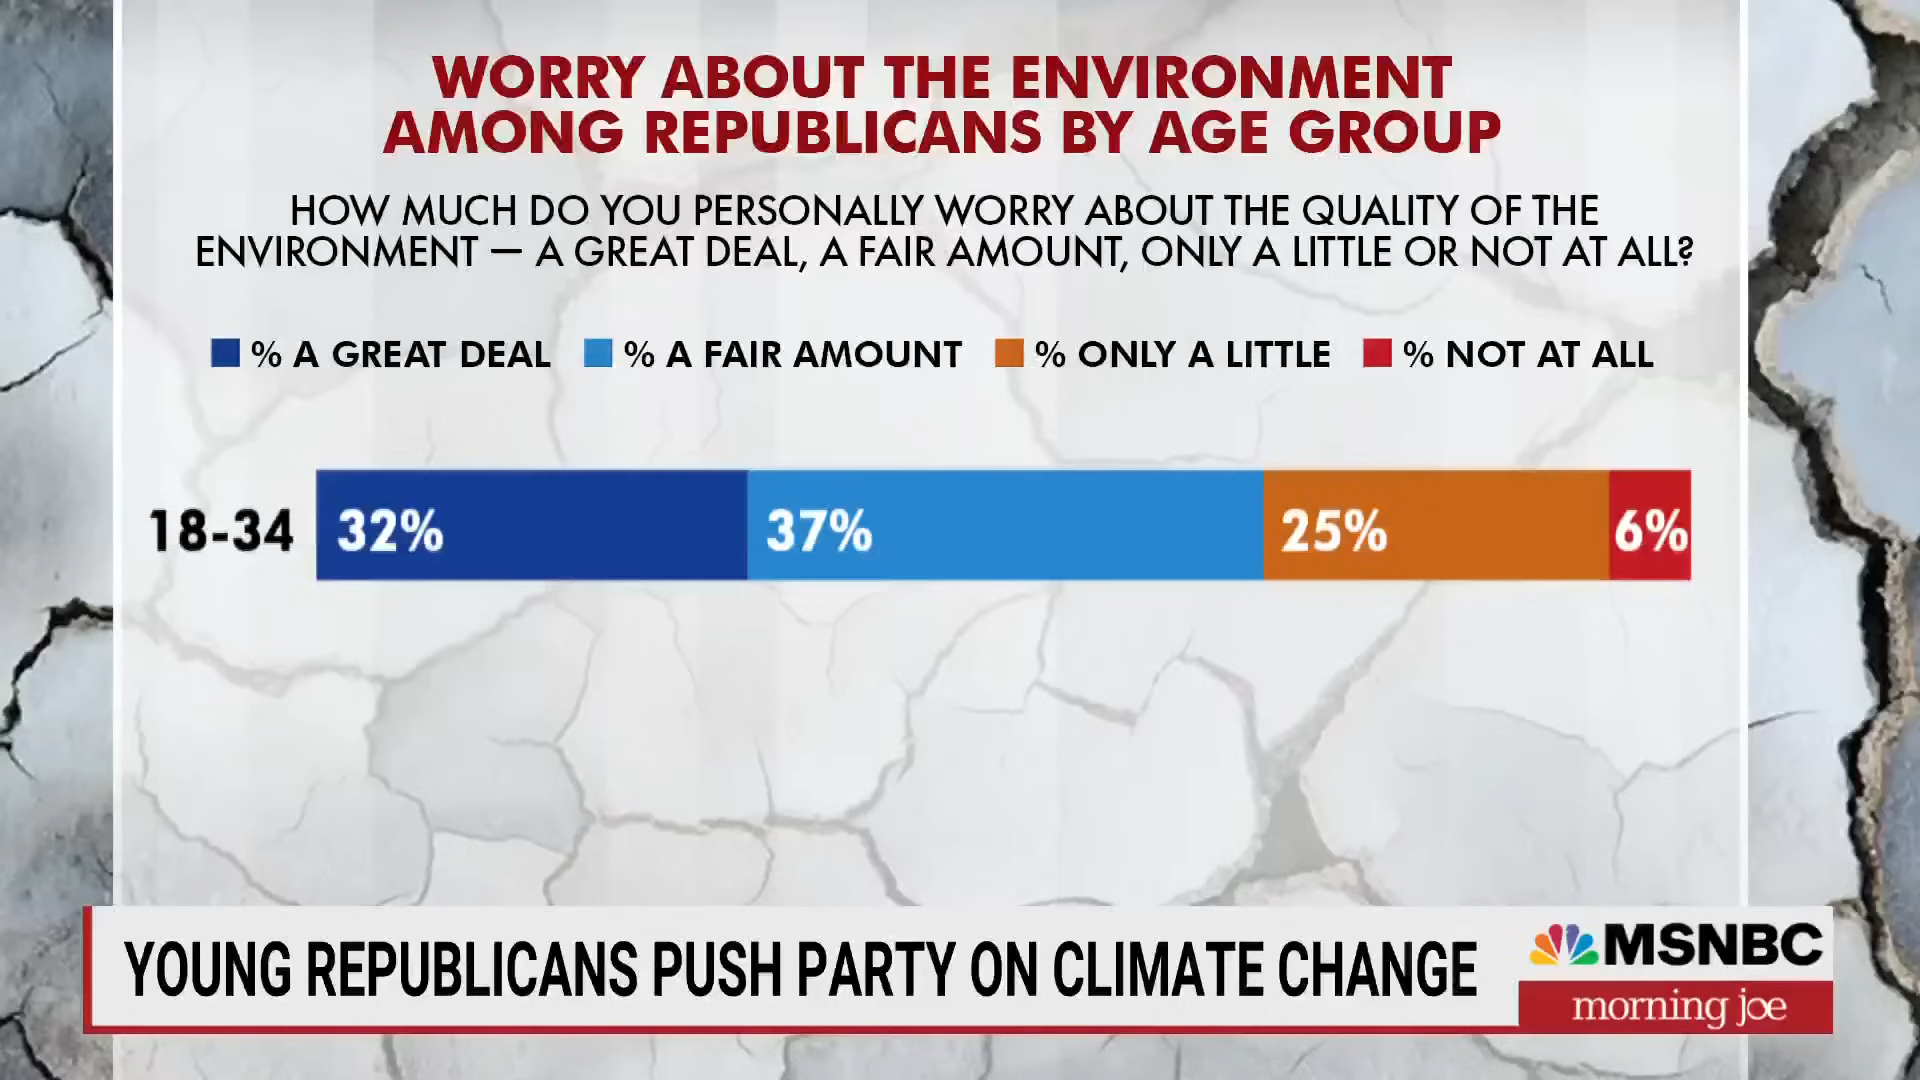 WORRY ABOUT THE ENVIRONMENT
AMONG REPUBLICANS BY AGE GROUP
HOW MUCH DO YOU PERSONALLY WORRY ABOUT THE QUALITY OF THE
ENVIRONMENT — A GREAT DEAL, A FAIR AMOUNT, ONLY A LITTLE OR NOT AT ALL?
% A GREAT DEAL % A FAIR AMOUNT % ONLY A LITTLE % NOT AT ALL
18-34 32% 37% 25% 6%
YOUNG REPUBLICANS PUSH PARTY ON CLIMATE CHANGE
MSNBC
morning joe